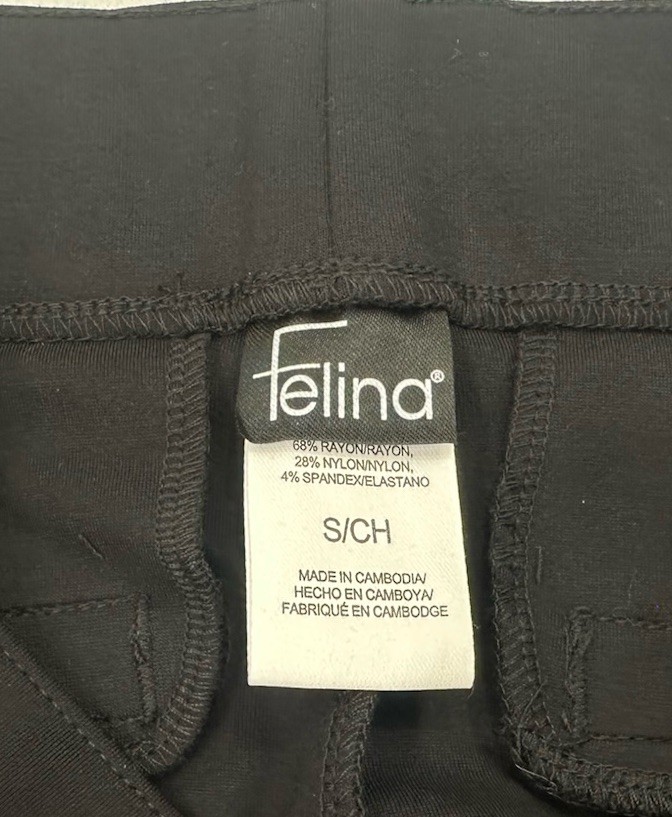 Felina®
68% RAYON/RAYON,
28% NYLON/NYLON,
4% SPANDEX/ELASTANO
S/CH
MADE IN CAMBODIA/
HECHO EN CAMBOYA/
FABRIQUÉ EN CAMBODGE